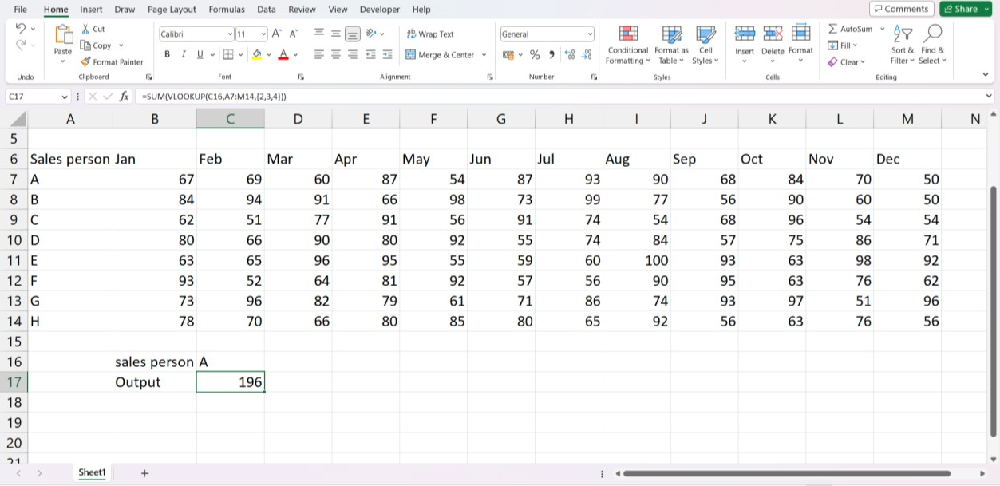 File Home Insert Draw Page Layout Formulas Data Review View Developer Help Comments Share
Cut
Copy
Format Painter
Paste
Undo
Clipboard
Calibri 11 A^ A˅
B I U A
Font
Wrap Text
Merge & Center
Alignment
General
% 9
Number
Conditional Formatting
Format as Table
Cell Styles
Styles
Insert Delete Format
Cells
AutoSum
Fill
Clear
Sort & Filter
Find & Select
Editing
C17 fx =SUM(VLOOKUP(C16,A7:M14,{2,3,4}))
A B C D E F G H I J K L M N
5
6 Sales person Jan Feb Mar Apr May Jun Jul Aug Sep Oct Nov Dec
7 A 67 69 60 87 54 87 93 90 68 84 70 50
8 B 84 94 91 66 98 73 99 77 56 90 60 50
9 C 62 51 77 91 56 91 74 54 68 96 54 54
10 D 80 66 90 80 92 55 74 84 57 75 86 71
11 E 63 65 96 95 55 59 60 100 93 63 98 92
12 F 93 52 64 81 92 57 56 90 95 63 76 62
13 G 73 96 82 79 61 71 86 74 93 97 51 96
14 H 78 70 66 80 85 80 65 92 56 63 76 56
15
16 sales person A
17 Output 196
18
19
20
21
Sheet1 +